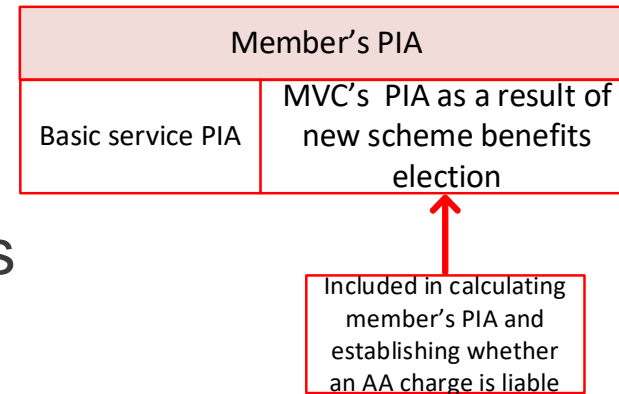 Member’s PIA
Basic service PIA
MVC’s  PIA as a result of
new scheme benefits
election
s
Included in calculating
member’s PIA and
establishing whether
an AA charge is liable